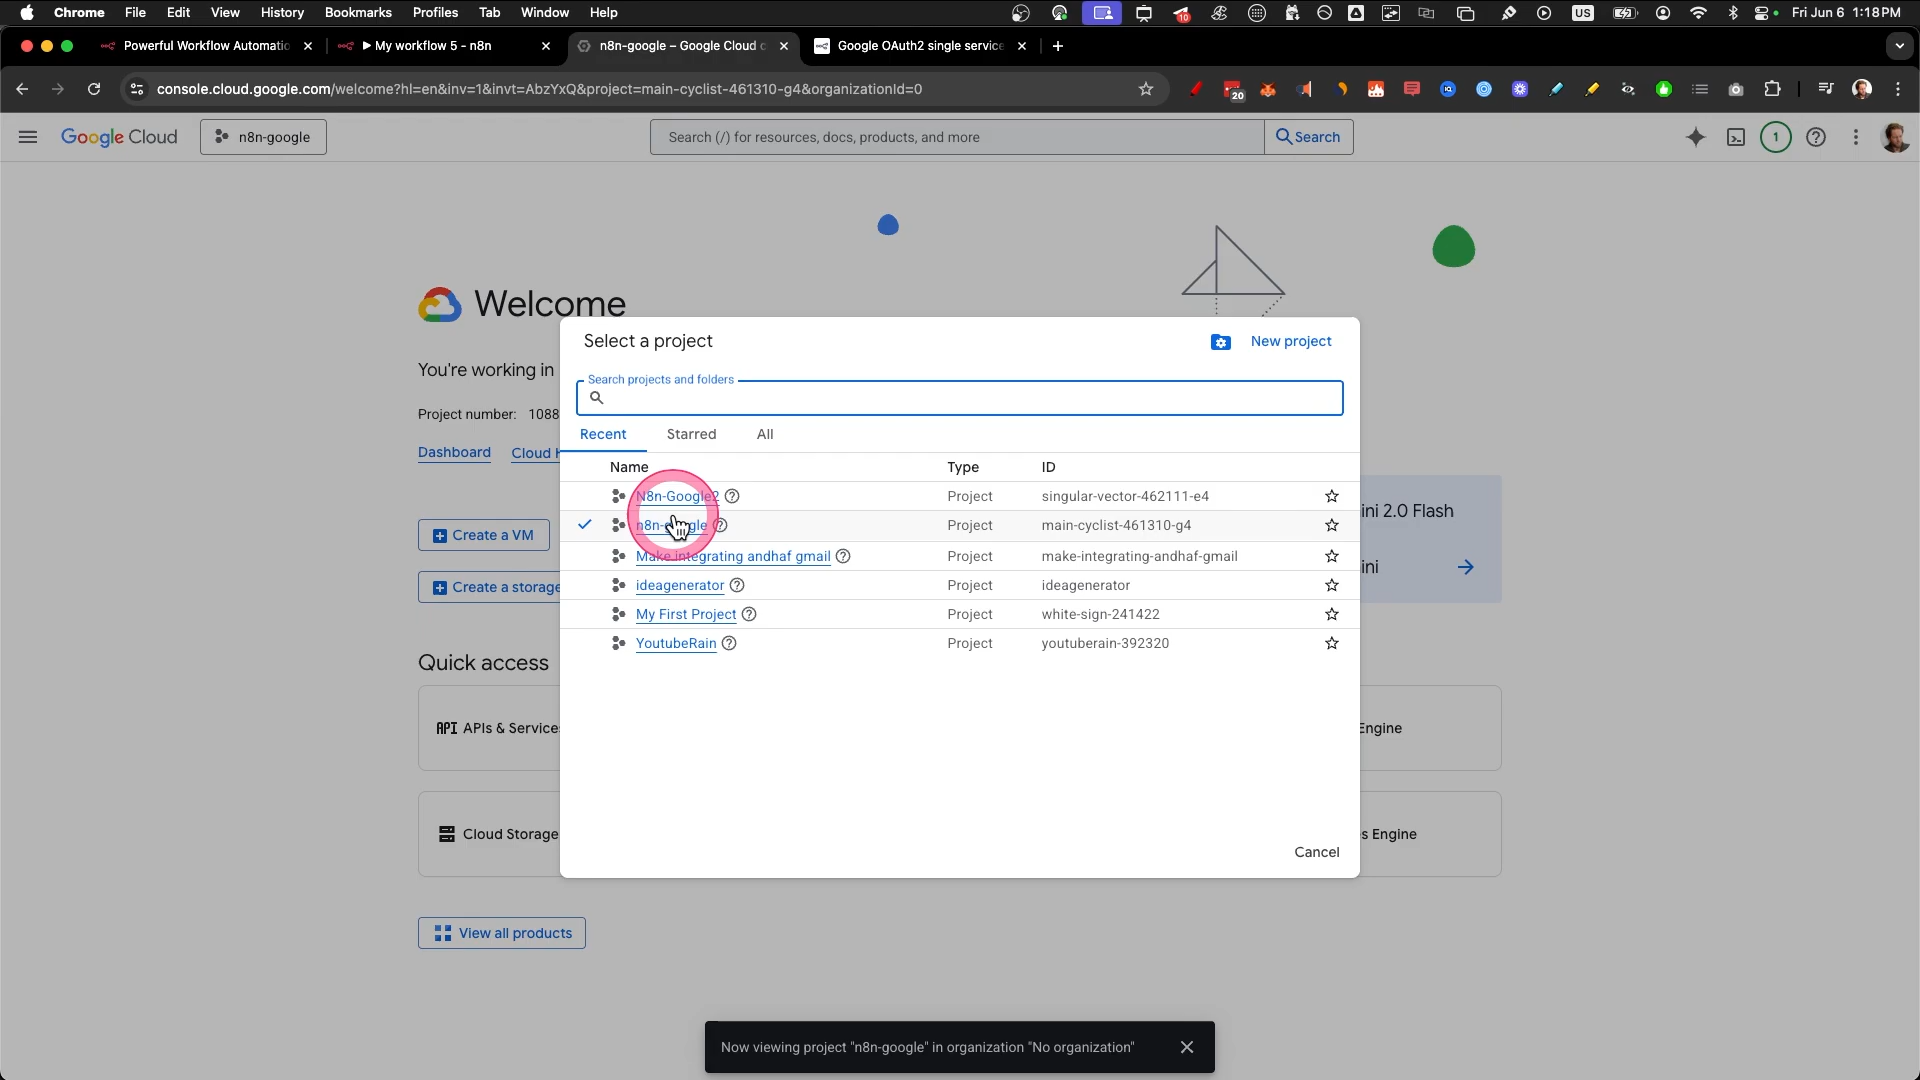 Chrome File Edit View History Bookmarks Profiles Tab Window Help
10
US
Fri Jun 6 1:18 PM
Powerful Workflow Automatio
My workflow 5 - n8n
n8n-google – Google Cloud c
Google OAuth2 single service
console.cloud.google.com/welcome?hl=en&inv=1&invt=AbzYxQ&project=main-cyclist-461310-g4&organizationId=0
20
Google Cloud
n8n-google
Search (/) for resources, docs, products, and more
Search
1
Welcome
You're working in
Project number: 1088
Dashboard
Cloud H
Create a VM
Create a storage
Quick access
API APIs & Service
Cloud Storage
View all products
Select a project
New project
Search projects and folders
Recent Starred All
Name Type ID
N8n-Google2 Project singular-vector-462111-e4
n8n-google Project main-cyclist-461310-g4
Make integrating andhaf gmail Project make-integrating-andhaf-gmail
ideagenerator Project ideagenerator
My First Project Project white-sign-241422
YoutubeRain Project youtuberain-392320
Cancel
ini 2.0 Flash
ini
Engine
s Engine
Now viewing project "n8n-google" in organization "No organization"